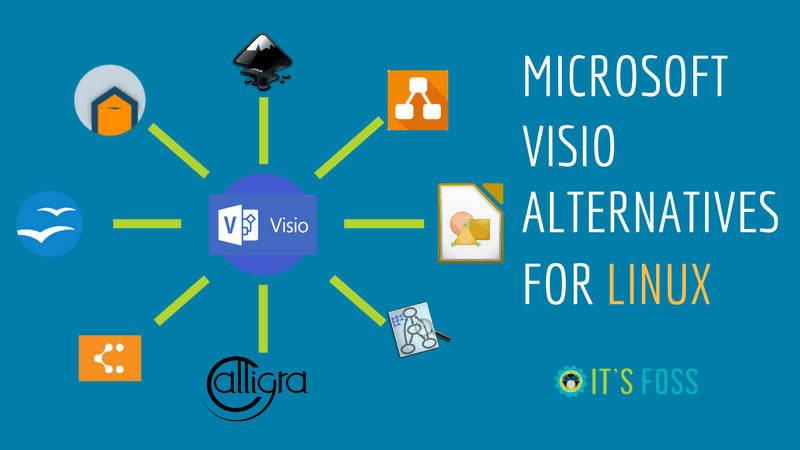 MICROSOFT
VISIO
ALTERNATIVES
FOR LINUX
V Visio
Calligra
IT'S FOSS